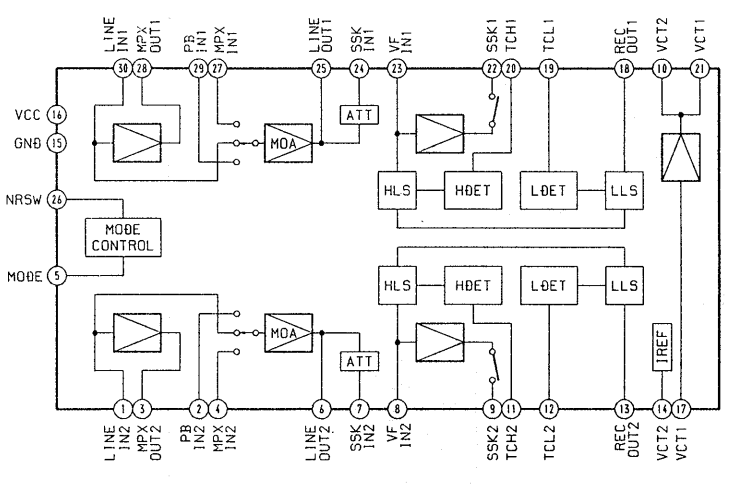 LINE IN1
MPX OUT1
PB IN1
MPX IN1
LINE OUT1
SSK IN1
VF IN1
SSK1
TCH1
TCL1
REC OUT1
VCT2
VCT1
30 28 29 27 25 24 23 22 20 19 18 10 21
VCC 16
GND 15
NRSW 26
MODE 5
ATT
MOA
HLS HDET LDET LLS
MODE CONTROL
HLS HDET LDET LLS
MOA
ATT
IREF
1 3 2 4 6 7 8 9 11 12 13 14 17
LINE IN2
MPX OUT2
PB IN2
MPX IN2
LINE OUT2
SSK IN2
VF IN2
SSK2
TCH2
TCL2
REC OUT2
VCT2
VCT1